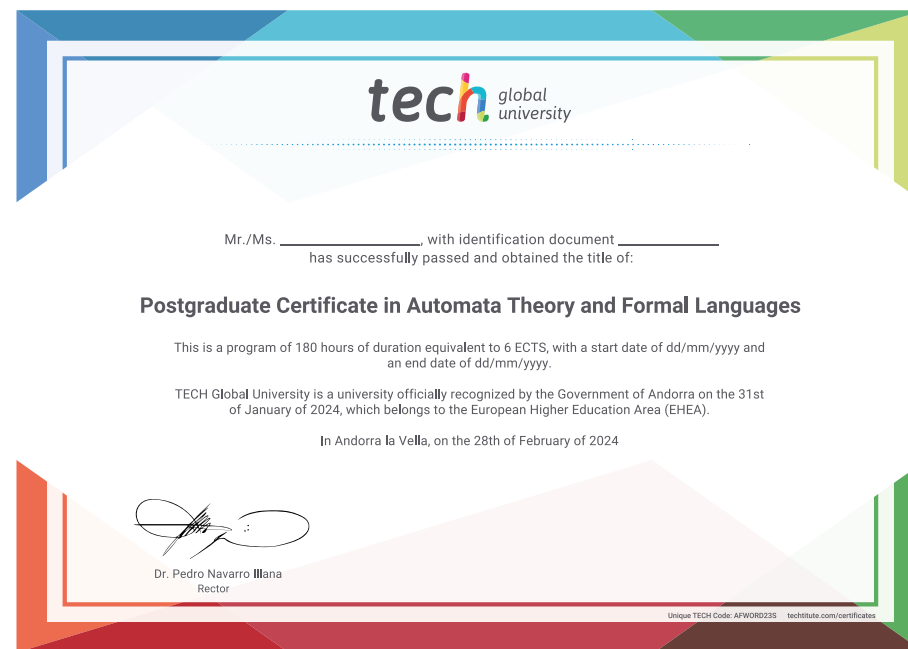 tech global
university
Mr./Ms. ____________, with identification document ____________
has successfully passed and obtained the title of:
Postgraduate Certificate in Automata Theory and Formal Languages
This is a program of 180 hours of duration equivalent to 6 ECTS, with a start date of dd/mm/yyyy and
an end date of dd/mm/yyyy.
TECH Global University is a university officially recognized by the Government of Andorra on the 31st
of January of 2024, which belongs to the European Higher Education Area (EHEA).
In Andorra la Vella, on the 28th of February of 2024
Dr. Pedro Navarro Illana
Rector
Unique TECH Code: AFWORD23S techtitute.com/certificates